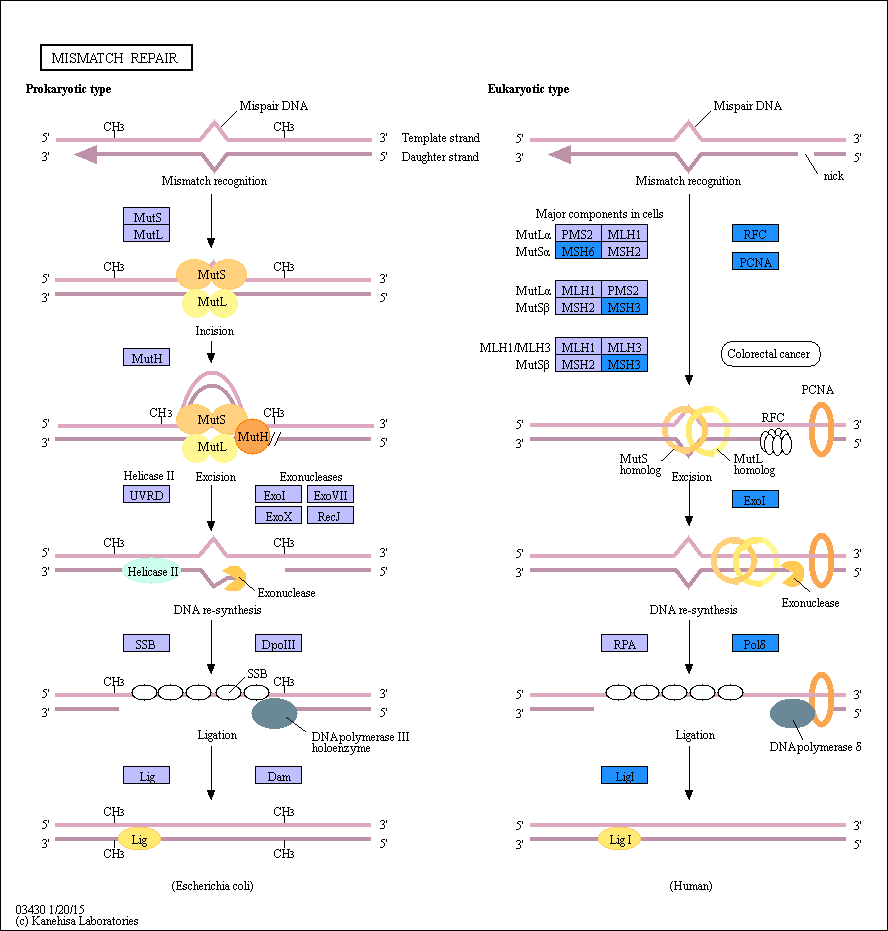 MISMATCH REPAIR
Prokaryotic type
Eukaryotic type
Mispair DNA
Mispair DNA
CH3
CH3
5'
3'
Template strand
5'
3'
3'
5'
Daughter strand
3'
5'
nick
Mismatch recognition
Mismatch recognition
Major components in cells
MutS
MutL
MutLα
PMS2
MLH1
RFC
MutSα
MSH6
MSH2
PCNA
CH3
MutS
CH3
5'
3'
3'
MutL
5'
MutLα
MLH1
PMS2
MutSβ
MSH2
MSH3
Incision
MutH
MLH1/MLH3
MLH1
MLH3
MutSβ
MSH2
MSH3
Colorectal cancer
PCNA
CH3
MutS
CH3
5'
3'
3'
MutL
MutH
5'
RFC
5'
3'
3'
5'
MutS
homolog
MutL
homolog
Helicase II
Excision
Exonucleases
Excision
UVRD
ExoI
ExoVII
ExoX
RecJ
ExoI
CH3
CH3
5'
3'
3'
Helicase II
5'
Exonuclease
5'
3'
3'
5'
Exonuclease
DNA re-synthesis
DNA re-synthesis
SSB
DpoIII
RPA
Polδ
CH3
SSB
CH3
5'
3'
3'
5'
DNA polymerase III
holoenzyme
5'
3'
3'
5'
DNA polymerase δ
Ligation
Ligation
Lig
Dam
LigI
CH3
CH3
5'
3'
3'
Lig
5'
CH3
CH3
5'
3'
3'
Lig I
5'
(Escherichia coli)
(Human)
03430 1/20/15
(c) Kanehisa Laboratories